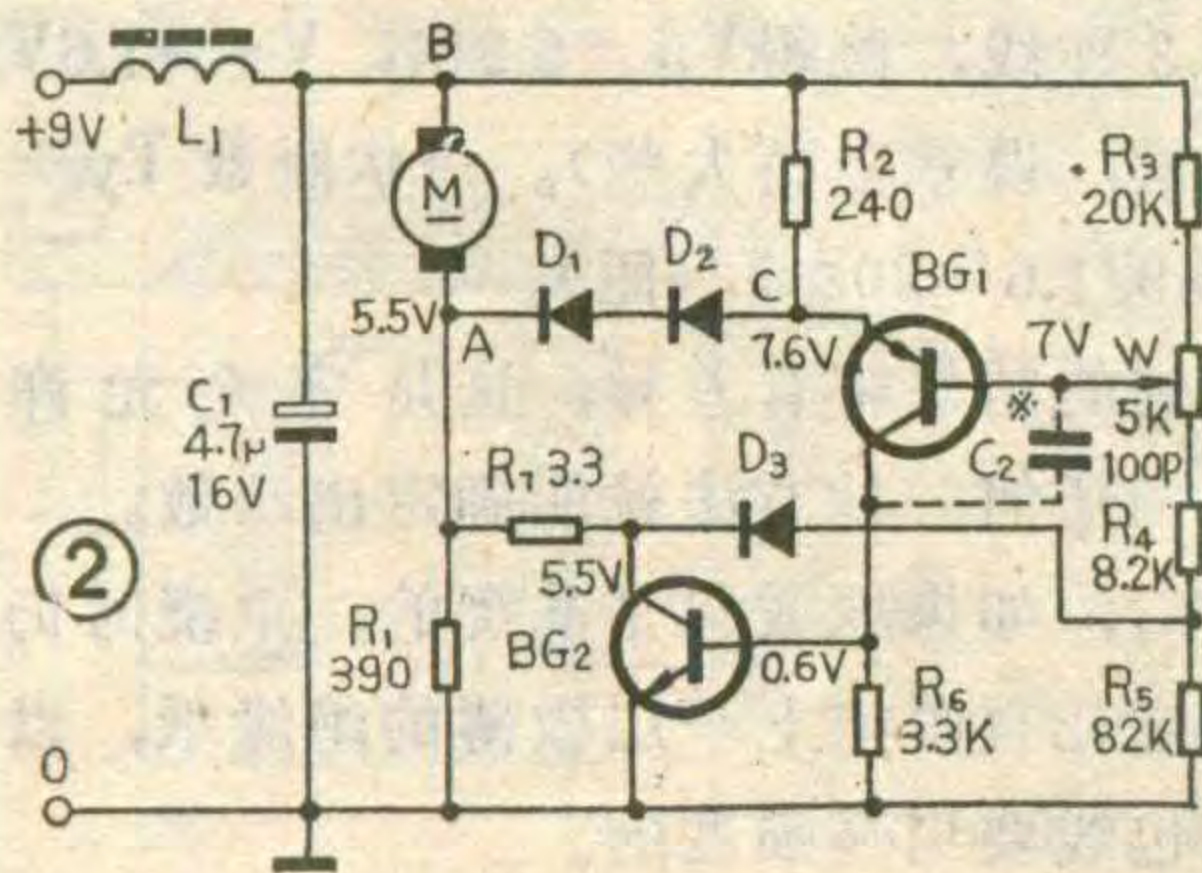 B
+9V
L₁
M
R₂
240
R₃
20K
D₁
D₂
C
BG₁
5.5V
A
7.6V
7V
W
5K
※
C₁
4.7μ
16V
C₂
100P
R₇ 3.3
D₃
R₄
8.2K
②
5.5V
R₁
390
BG₂
0.6V
R₆
3.3K
R₅
82K
0